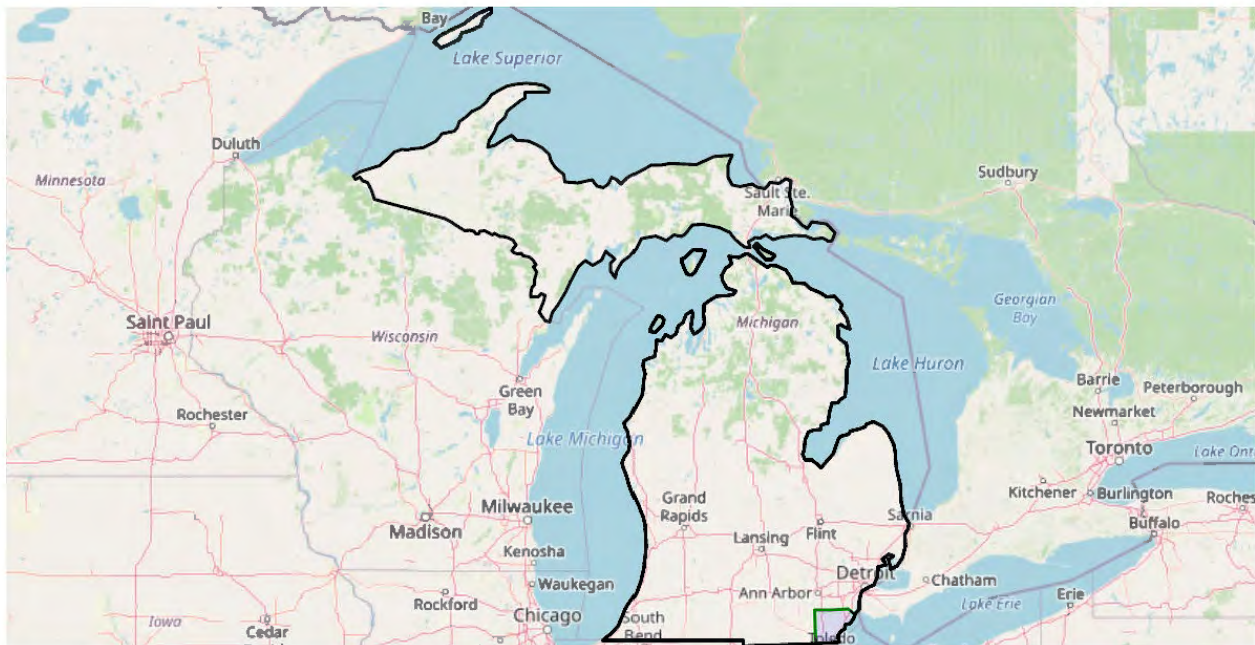 Bay
Lake Superior
Duluth
Minnesota
Sudbury
Sault Ste.
Marie
Georgian
Bay
Saint Paul
Wisconsin
Michigan
Lake Huron
Green
Bay
Barrie
Peterborough
Rochester
Newmarket
Lake Michigan
Toronto
Lake Ont
Kitchener
Burlington
Roches
Milwaukee
Grand
Rapids
Sarnia
Madison
Flint
Buffalo
Lansing
Kenosha
Detroit
Chatham
Waukegan
Ann Arbor
Erie
Rockford
Lake Erie
Chicago
Iowa
Cedar
South
Bend
Toledo